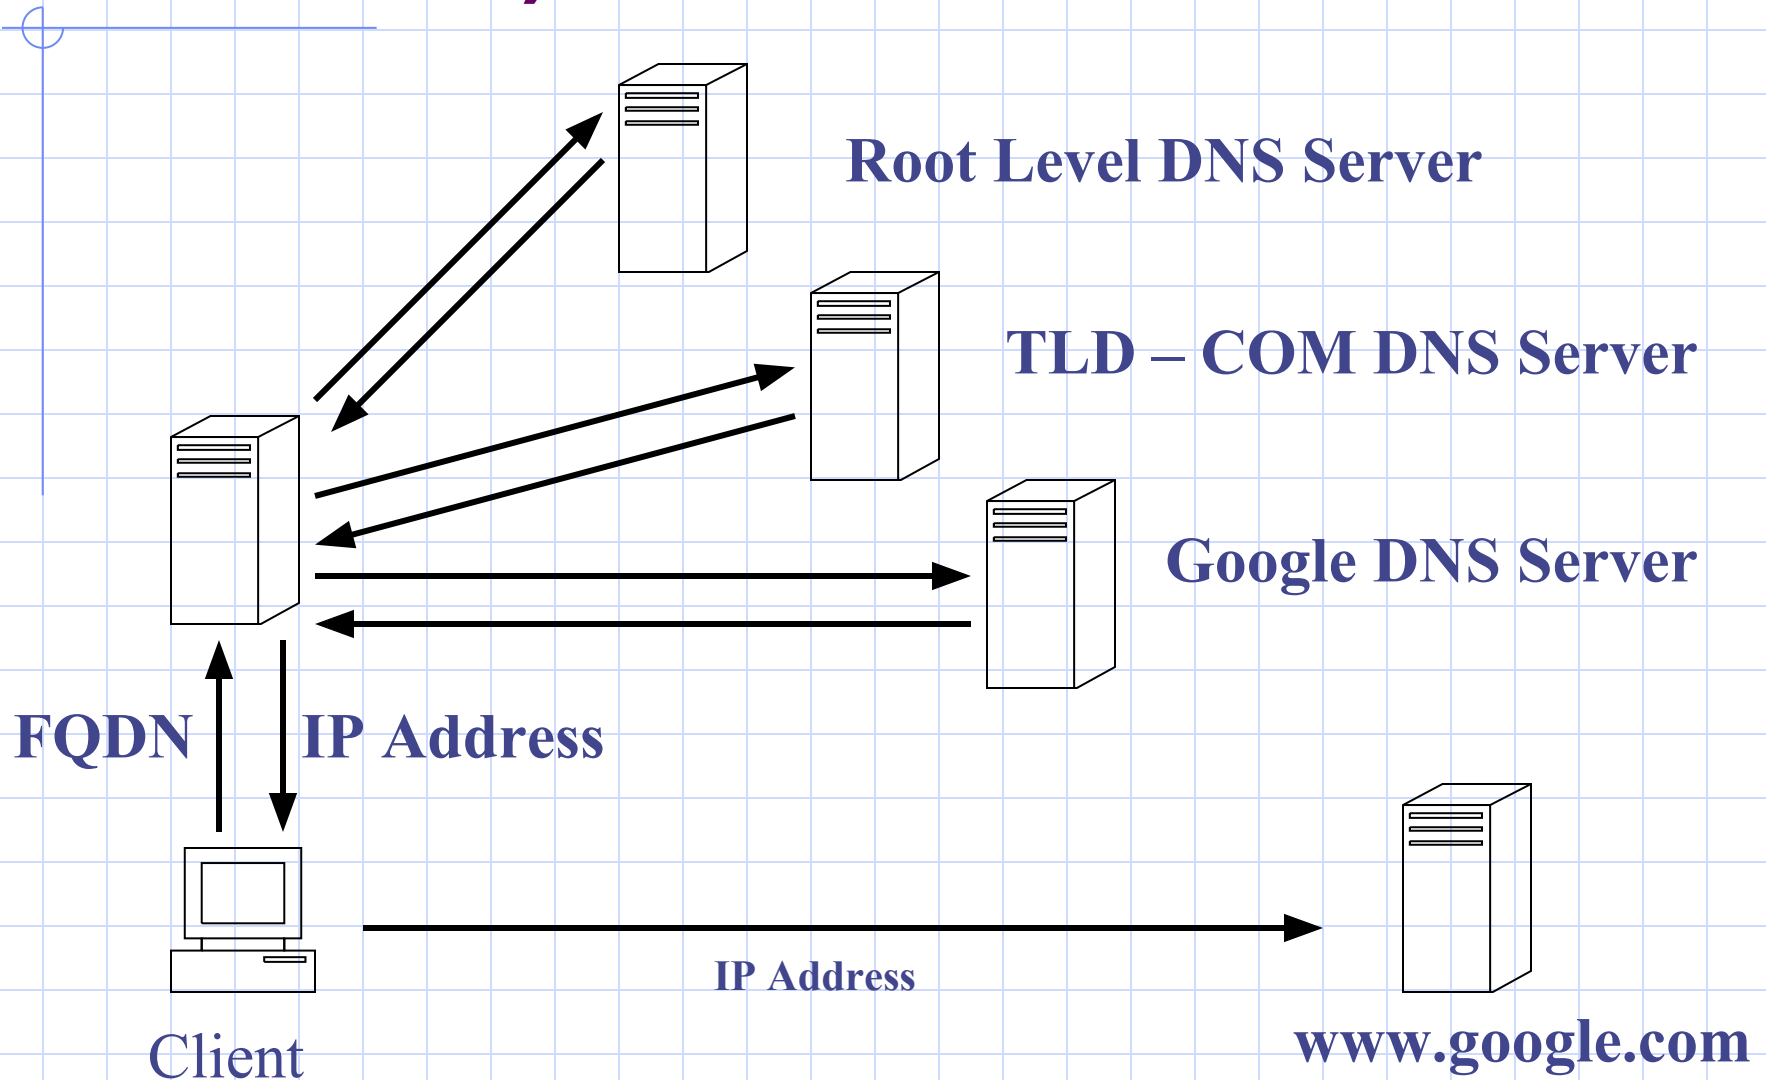 Root Level DNS Server
TLD – COM DNS Server
Google DNS Server
FQDN
IP Address
IP Address
Client
www.google.com